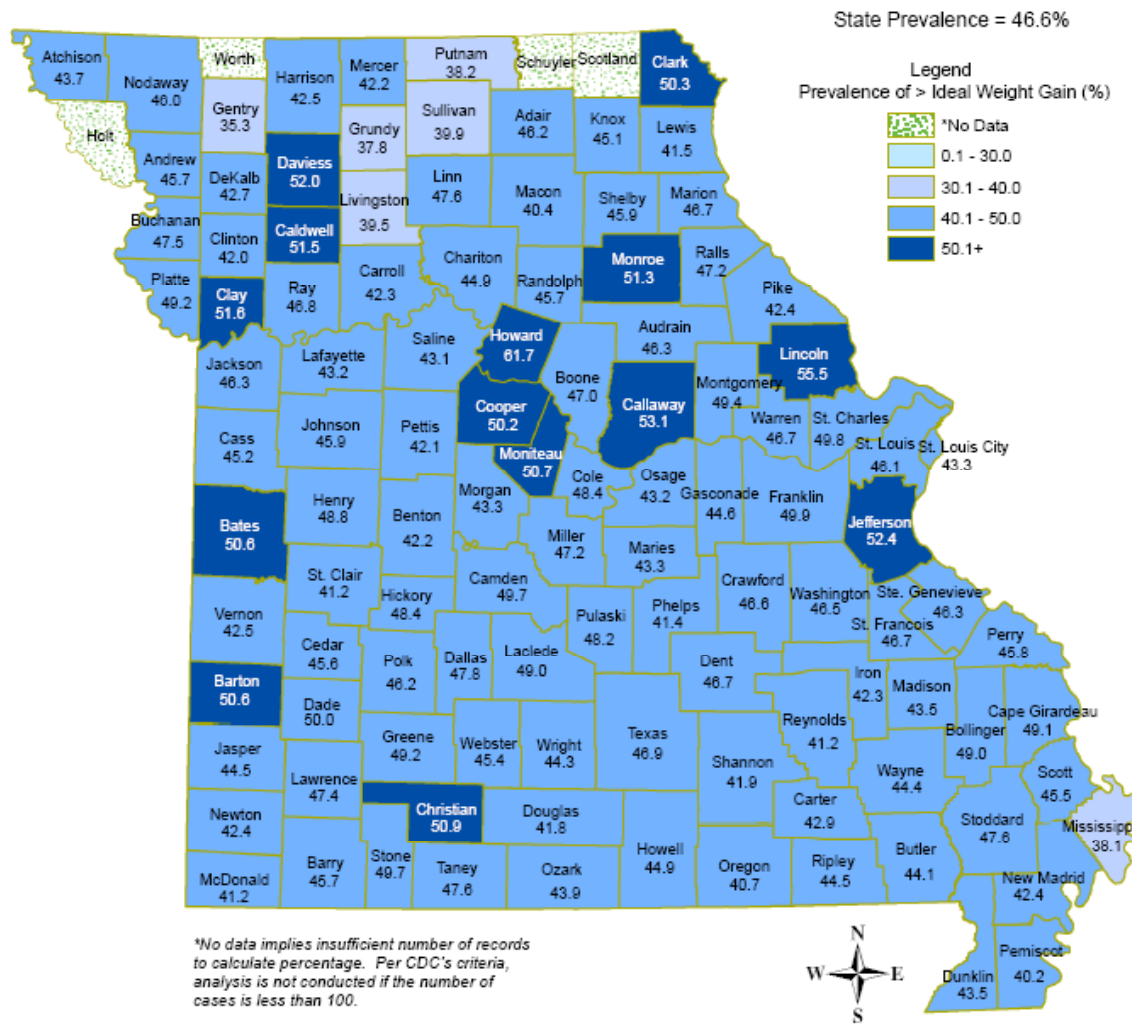 State Prevalence = 46.6%
Legend
Prevalence of > Ideal Weight Gain (%)
*No Data
0.1 - 30.0
30.1 - 40.0
40.1 - 50.0
50.1+
Atchison
43.7
Nodaway
46.0
Worth
Harrison
42.5
Mercer
42.2
Putnam
38.2
Schuyler
Scotland
Clark
50.3
Holt
Gentry
35.3
Grundy
37.8
Sullivan
39.9
Adair
46.2
Knox
45.1
Lewis
41.5
Andrew
45.7
DeKalb
42.7
Daviess
52.0
Livingston
39.5
Linn
47.6
Macon
40.4
Shelby
45.9
Marion
46.7
Buchanan
47.5
Clinton
42.0
Caldwell
51.5
Platte
49.2
Clay
51.6
Ray
46.8
Carroll
42.3
Chariton
44.9
Randolph
45.7
Monroe
51.3
Ralls
47.2
Pike
42.4
Jackson
46.3
Lafayette
43.2
Saline
43.1
Howard
61.7
Boone
47.0
Audrain
46.3
Lincoln
55.5
Cooper
50.2
Callaway
53.1
Montgomery
49.4
Warren
46.7
St. Charles
49.8
St. Louis
46.1
St. Louis City
43.3
Cass
45.2
Johnson
45.9
Pettis
42.1
Moniteau
50.7
Cole
48.4
Osage
43.2
Gasconade
44.6
Franklin
49.9
Jefferson
52.4
Bates
50.6
Henry
48.8
Benton
42.2
Morgan
43.3
Miller
47.2
Maries
43.3
Vernon
42.5
St. Clair
41.2
Hickory
48.4
Camden
49.7
Pulaski
48.2
Phelps
41.4
Crawford
46.6
Washington
46.5
Ste. Genevieve
46.3
St. Francois
46.7
Perry
45.8
Barton
50.6
Cedar
45.6
Polk
46.2
Dallas
47.8
Laclede
49.0
Dent
46.7
Iron
42.3
Madison
43.5
Bollinger
49.0
Cape Girardeau
49.1
Jasper
44.5
Dade
50.0
Greene
49.2
Webster
45.4
Wright
44.3
Texas
46.9
Shannon
41.9
Reynolds
41.2
Wayne
44.4
Scott
45.5
Mississipp
38.1
Newton
42.4
Lawrence
47.4
Christian
50.9
Douglas
41.8
Howell
44.9
Carter
42.9
Stoddard
47.6
McDonald
41.2
Barry
45.7
Stone
49.7
Taney
47.6
Ozark
43.9
Oregon
40.7
Ripley
44.5
Butler
44.1
New Madrid
42.4
Dunklin
43.5
Pemiscot
40.2
*No data implies insufficient number of records
to calculate percentage. Per CDC's criteria,
analysis is not conducted if the number of
cases is less than 100.
N
W
E
S